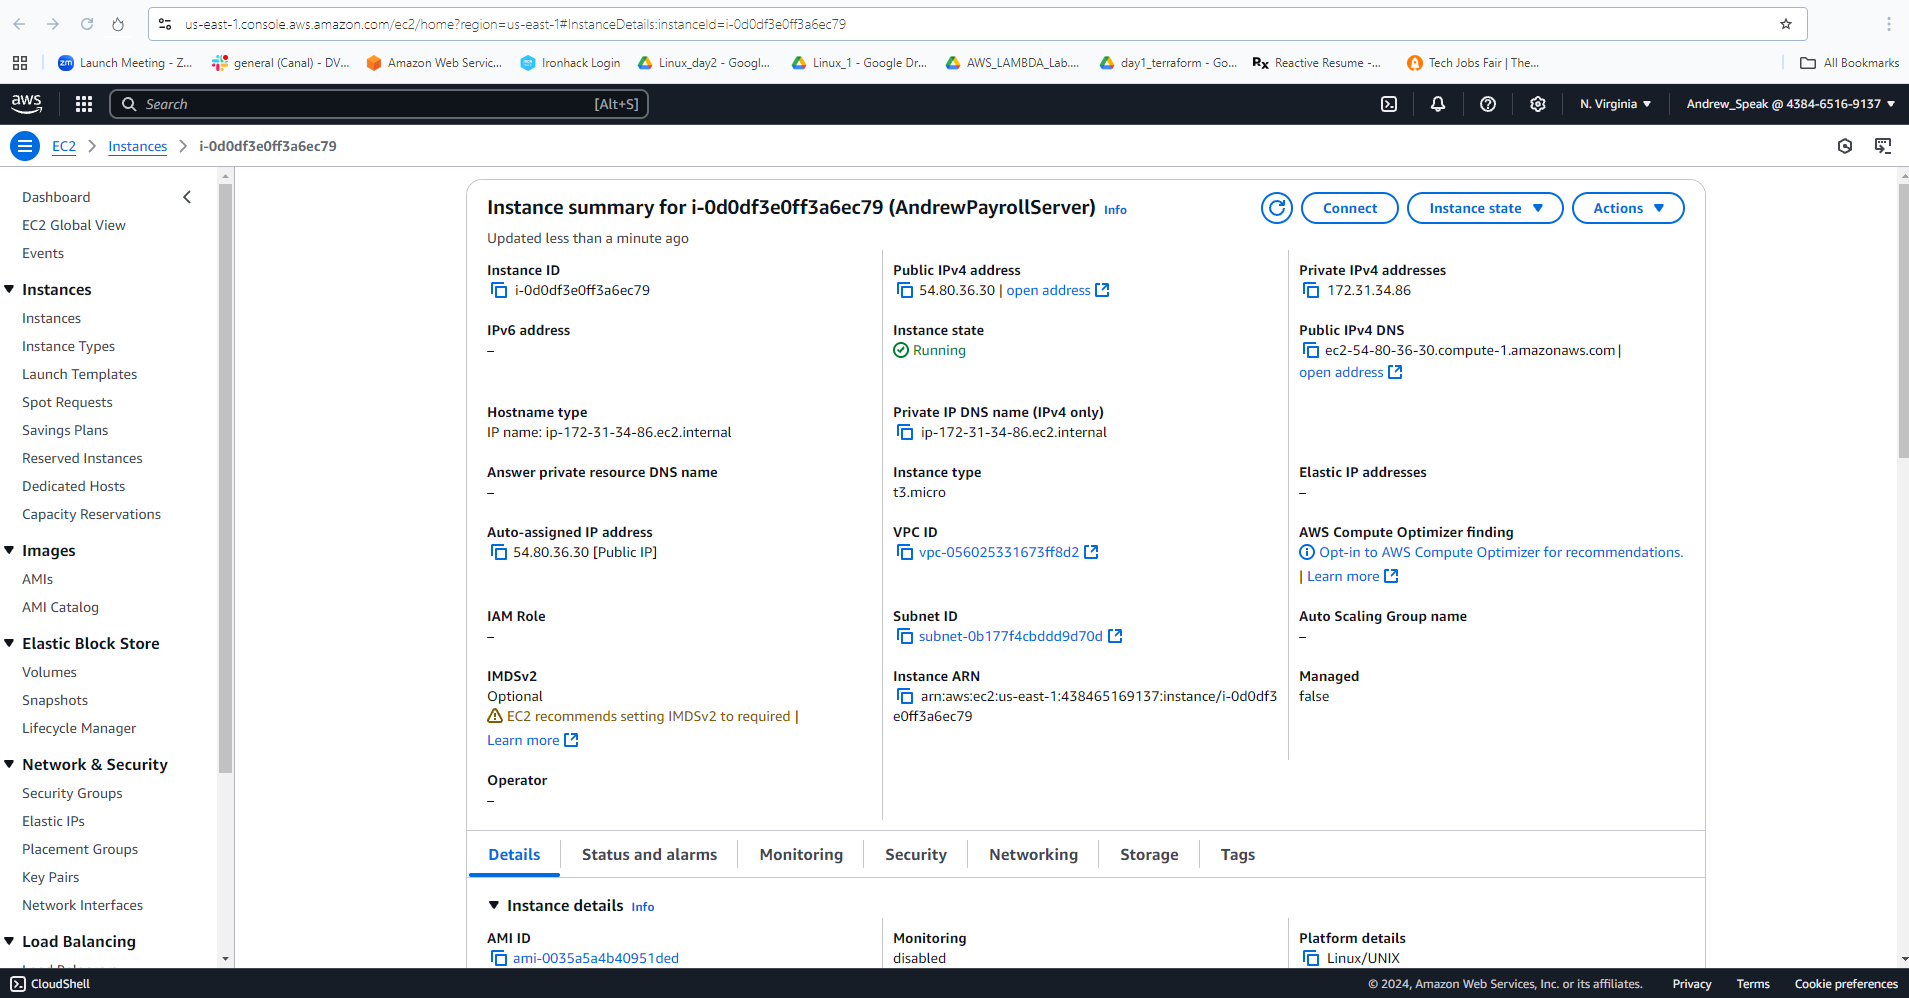 us-east-1.console.aws.amazon.com/ec2/home?region=us-east-1#InstanceDetails:instanceId=i-0d0df3e0ff3a6ec79
zm Launch Meeting - Z...
general (Canal) - DV...
Amazon Web Servic...
Ironhack Login
Linux_day2 - Googl...
Linux_1 - Google Dr...
AWS_LAMBDA_Lab....
day1_terraform - Go...
Rx Reactive Resume -...
Tech Jobs Fair | The...
All Bookmarks
aws
Search [Alt+S]
N. Virginia
Andrew_Speak @ 4384-6516-9137
EC2
Instances
i-0d0df3e0ff3a6ec79
Dashboard
EC2 Global View
Events
Instances
Instances
Instance Types
Launch Templates
Spot Requests
Savings Plans
Reserved Instances
Dedicated Hosts
Capacity Reservations
Images
AMIs
AMI Catalog
Elastic Block Store
Volumes
Snapshots
Lifecycle Manager
Network & Security
Security Groups
Elastic IPs
Placement Groups
Key Pairs
Network Interfaces
Load Balancing
Instance summary for i-0d0df3e0ff3a6ec79 (AndrewPayrollServer) Info
Connect
Instance state
Actions
Updated less than a minute ago
Instance ID
i-0d0df3e0ff3a6ec79
Public IPv4 address
54.80.36.30 | open address
Private IPv4 addresses
172.31.34.86
IPv6 address
–
Instance state
Running
Public IPv4 DNS
ec2-54-80-36-30.compute-1.amazonaws.com |
open address
Hostname type
IP name: ip-172-31-34-86.ec2.internal
Private IP DNS name (IPv4 only)
ip-172-31-34-86.ec2.internal
Answer private resource DNS name
–
Instance type
t3.micro
Elastic IP addresses
–
Auto-assigned IP address
54.80.36.30 [Public IP]
VPC ID
vpc-056025331673ff8d2
AWS Compute Optimizer finding
Opt-in to AWS Compute Optimizer for recommendations.
| Learn more
IAM Role
–
Subnet ID
subnet-0b177f4cbddd9d70d
Auto Scaling Group name
–
IMDSv2
Optional
EC2 recommends setting IMDSv2 to required |
Learn more
Instance ARN
arn:aws:ec2:us-east-1:438465169137:instance/i-0d0df3
e0ff3a6ec79
Managed
false
Operator
–
Details
Status and alarms
Monitoring
Security
Networking
Storage
Tags
Instance details Info
AMI ID
ami-0035a5a4b40951ded
Monitoring
disabled
Platform details
Linux/UNIX
CloudShell
© 2024, Amazon Web Services, Inc. or its affiliates.
Privacy
Terms
Cookie preferences